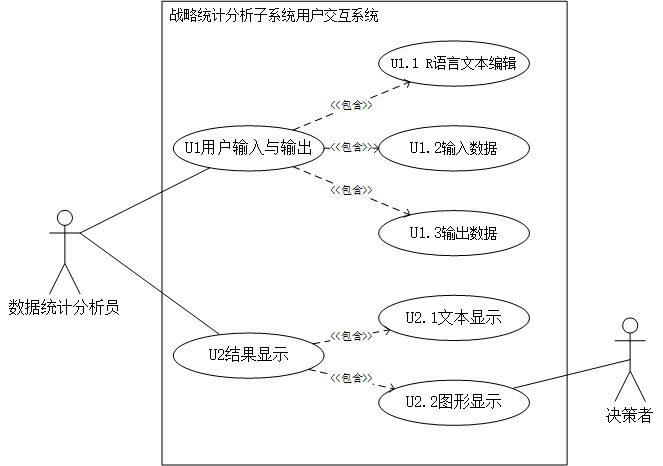 战略统计分析子系统用户交互系统
U1.1 R语言文本编辑
<<包含>>
U1用户输入与输出
<<包含>>
U1.2输入数据
<<包含>>
U1.3输出数据
数据统计分析员
U2.1文本显示
<<包含>>
U2结果显示
<<包含>>
U2.2图形显示
决策者